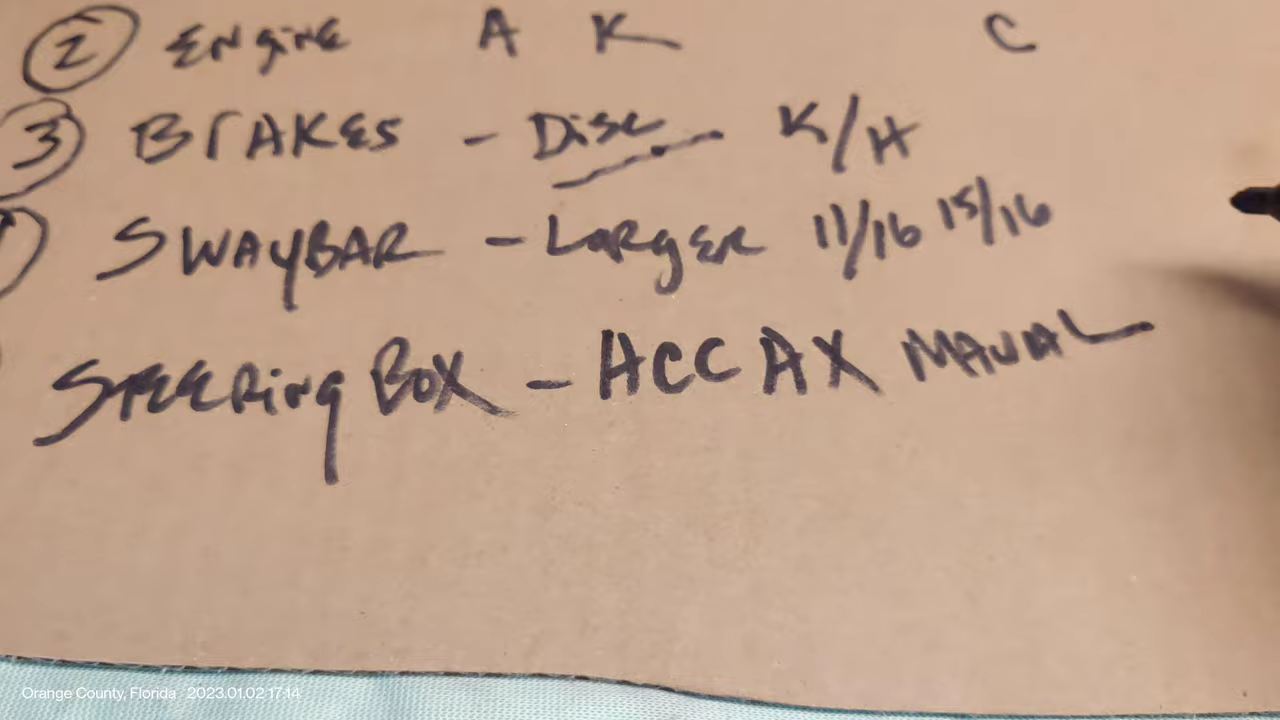 2 ENGINE A K C
3 BRAKES - Disc K/H
SWAYBAR - LARGER 11/16 15/16
STEERING BOX - ACCAX MAUAL
Orange County, Florida 2023.01.02 17:14